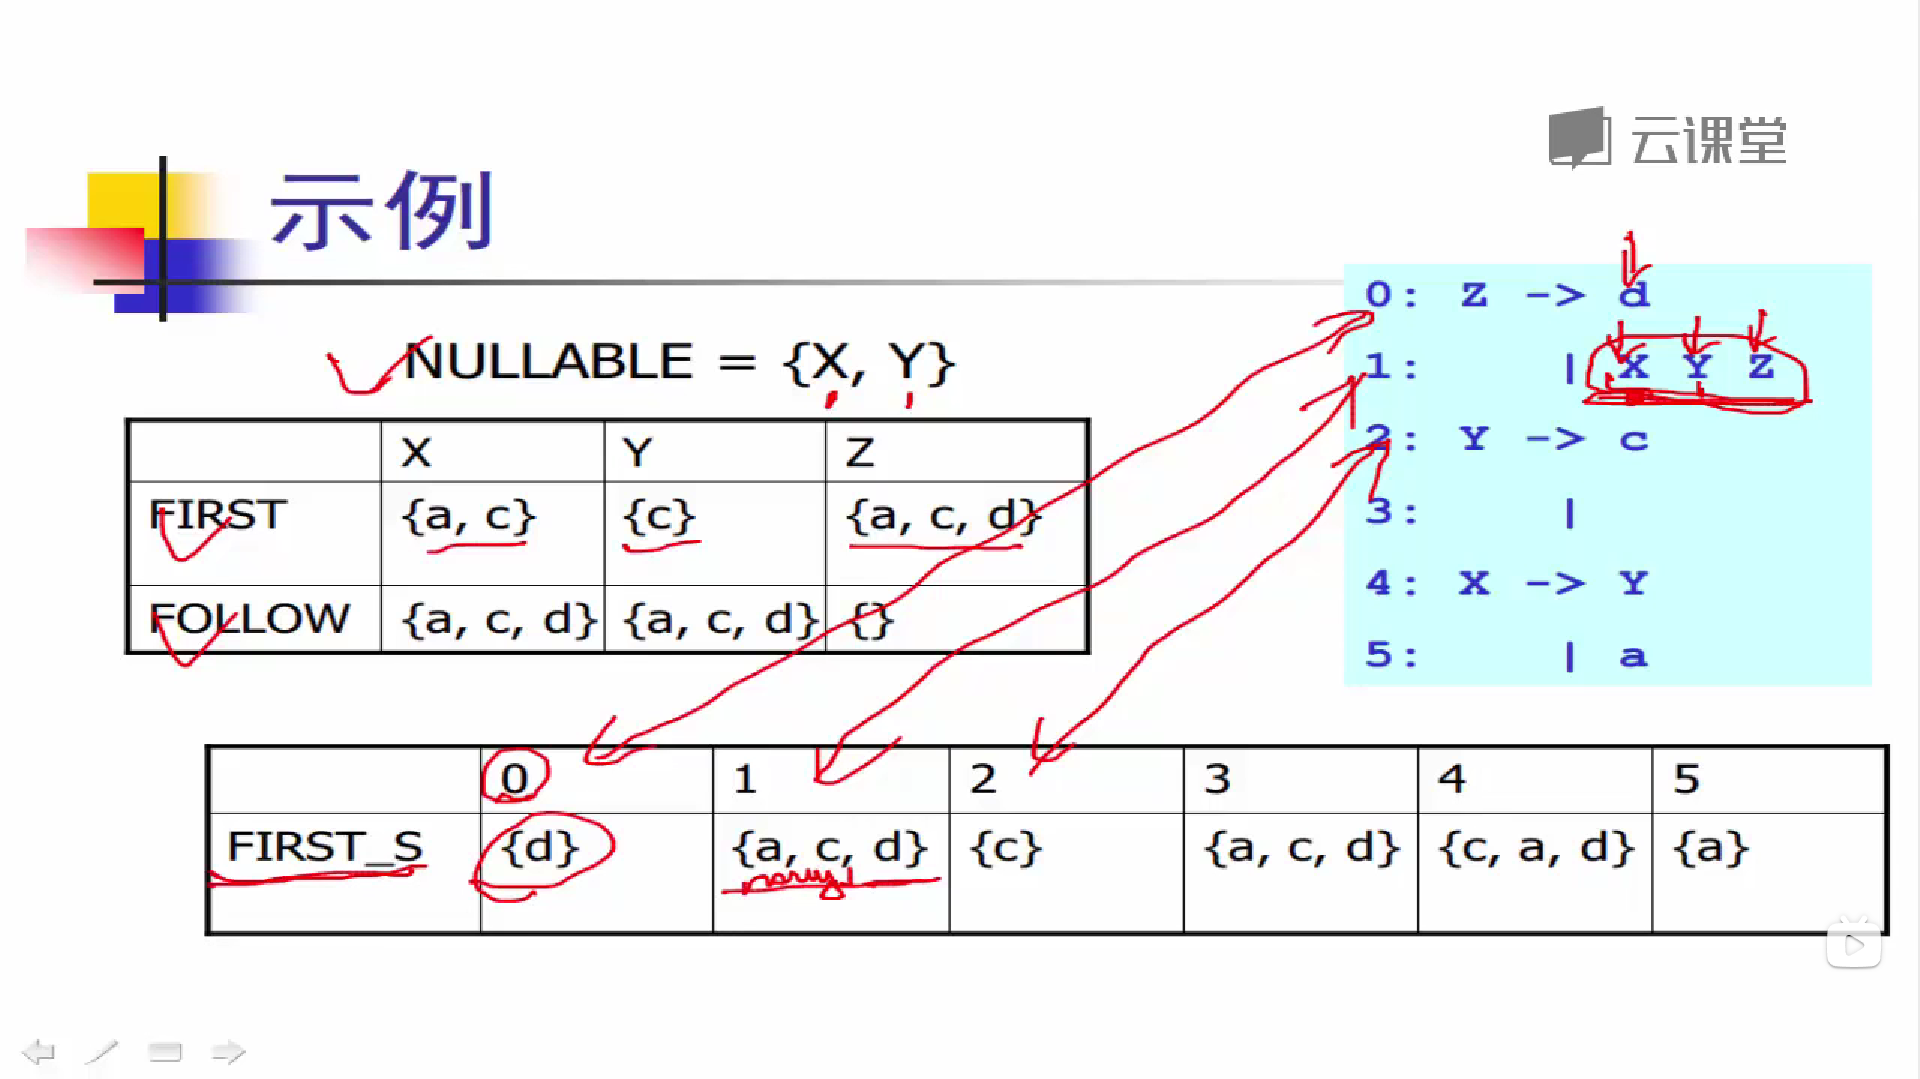 云课堂
示例
NULLABLE = {X, Y}
X Y Z
FIRST {a, c} {c} {a, c, d}
FOLLOW {a, c, d} {a, c, d} {}
0: Z -> d
1: | X Y Z
2: Y -> c
3: |
4: X -> Y
5: | a
0 1 2 3 4 5
FIRST_S {d} {a, c, d} {c} {a, c, d} {c, a, d} {a}